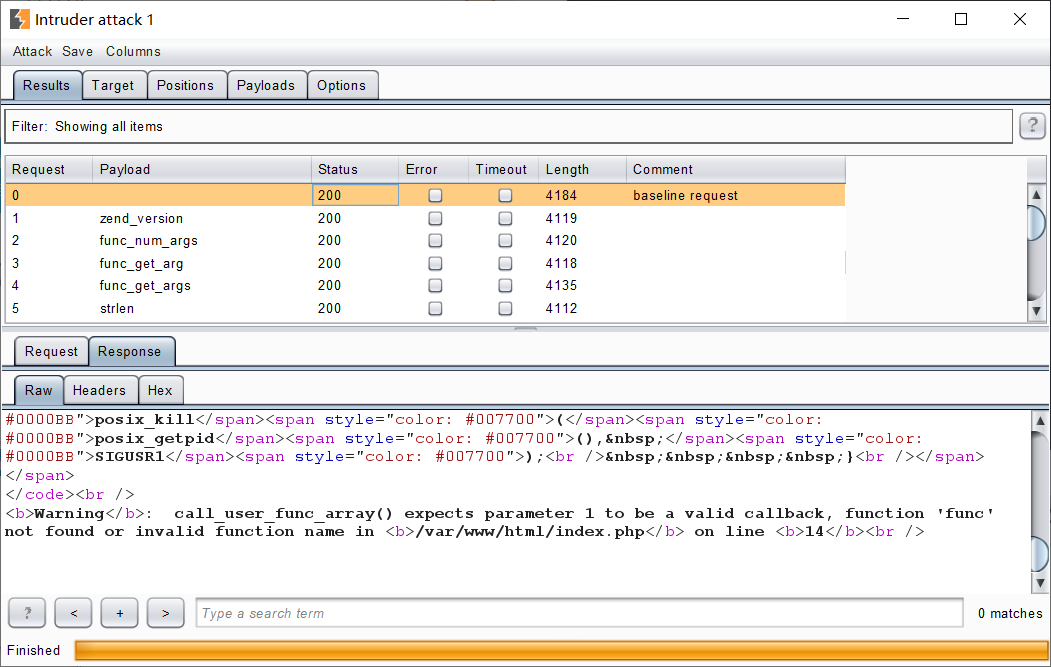 Intruder attack 1
Attack Save Columns
Results Target Positions Payloads Options
Filter: Showing all items ?
Request Payload Status Error Timeout Length Comment
0 200 4184 baseline request
1 zend_version 200 4119
2 func_num_args 200 4120
3 func_get_arg 200 4118
4 func_get_args 200 4135
5 strlen 200 4112
Request Response
Raw Headers Hex
#0000BB">posix_kill</span><span style="color: #007700">(</span><span style="color:
#0000BB">posix_getpid</span><span style="color: #007700">(),&nbsp;</span><span style="color:
#0000BB">SIGUSR1</span><span style="color: #007700">);<br />&nbsp;&nbsp;&nbsp;&nbsp;}<br /></span>
</span>
</code><br />
<b>Warning</b>:  call_user_func_array() expects parameter 1 to be a valid callback, function 'func'
not found or invalid function name in <b>/var/www/html/index.php</b> on line <b>14</b><br />
? < + > Type a search term 0 matches
Finished